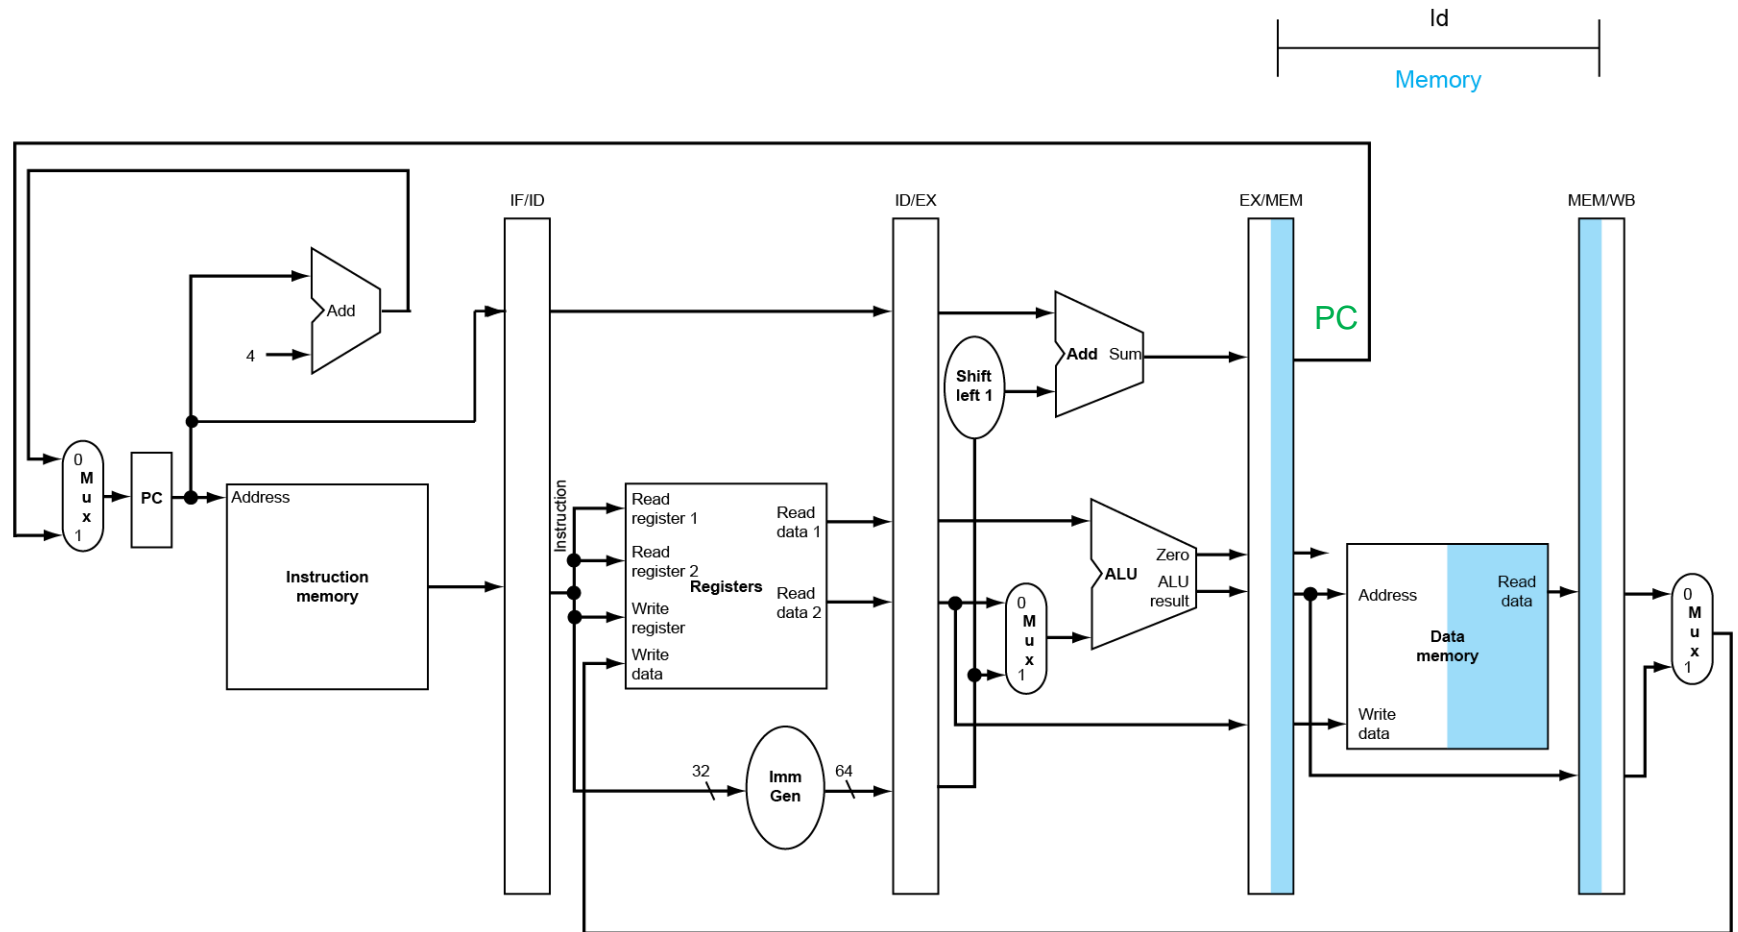 ld
Memory
IF/ID
ID/EX
EX/MEM
MEM/WB
Add
4
PC
Add Sum
Shift
left 1
0
M
u
x
1
PC
Address
Instruction
memory
Instruction
Read
register 1
Read
register 2
Registers
Write
register
Write
data
Read
data 1
Read
data 2
32
Imm
Gen
64
0
M
u
x
1
Zero
ALU
ALU
result
Address
Read
data
Data
memory
Write
data
0
M
u
x
1